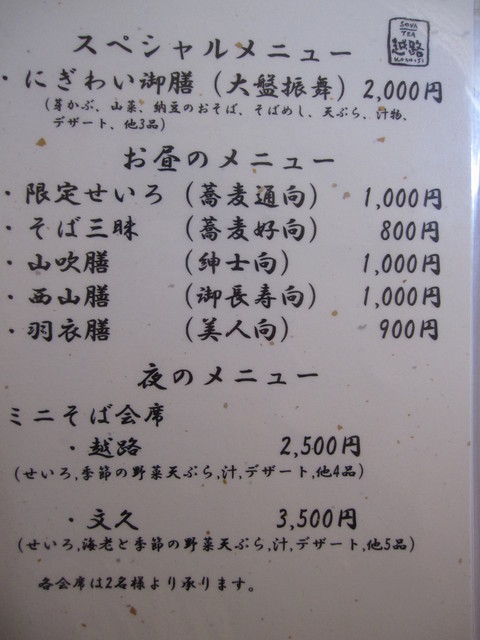 SOVA
TEA
越路
KOSHIJI
スペシャルメニュー
・にぎわい御膳（大盤振舞） 2,000円
（芽かぶ、山菜、納豆のおそば、そばめし、天ぷら、汁物、
デザート、他3品）
お昼のメニュー
・限定せいろ （蕎麦通向） 1,000円
・そば三昧 （蕎麦好向） 800円
・山吹膳 （紳士向） 1,000円
・西山膳 （御長寿向） 1,000円
・羽衣膳 （美人向） 900円
夜のメニュー
ミニそば会席
・越路 2,500円
（せいろ,季節の野菜天ぷら,汁,デザート,他4品）
・文久 3,500円
（せいろ,海老と季節の野菜天ぷら,汁,デザート,他5品）
各会席は2名様より承ります。